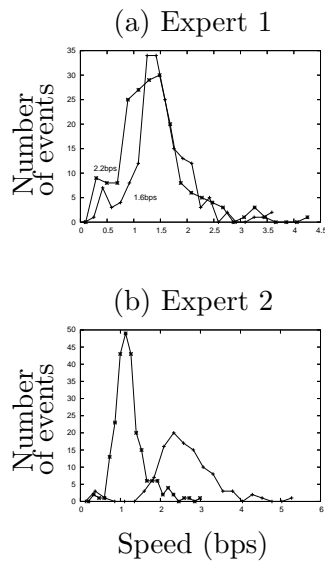 (a) Expert 1
Number
of events
35
30
25
20
15
10
5
0
2.2bps
1.6bps
0 0.5 1 1.5 2 2.5 3 3.5 4 4.5
(b) Expert 2
Number
of events
50
45
40
35
30
25
20
15
10
5
0
0 1 2 3 4 5 6
Speed (bps)